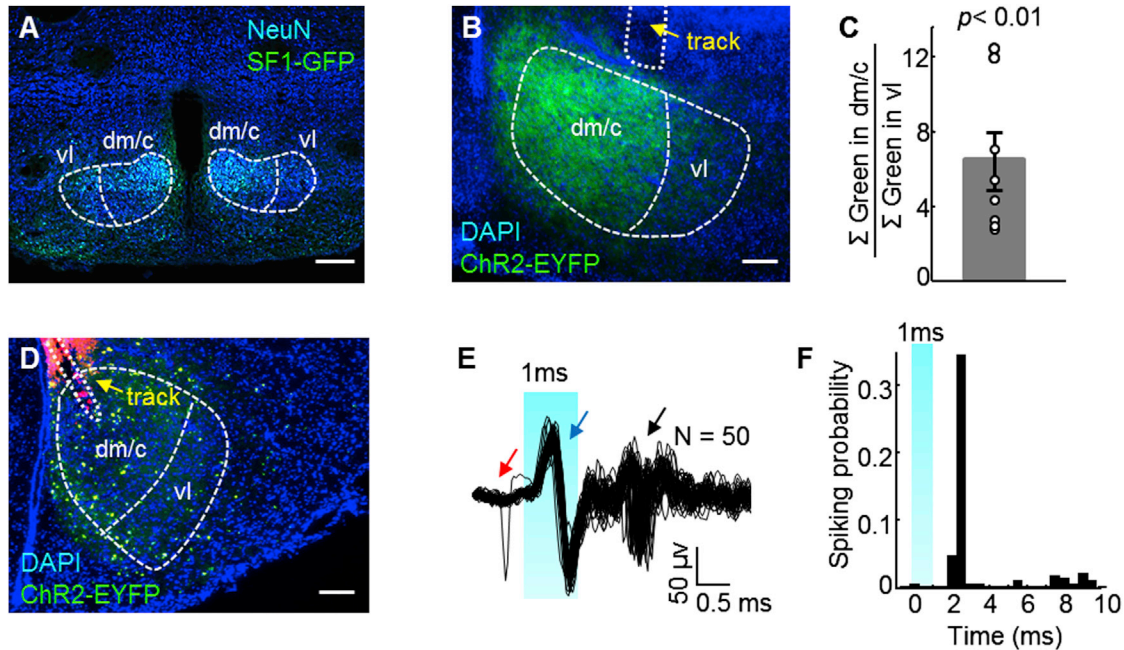 A
NeuN
SF1-GFP
dm/c
dm/c
vl
vl
B
track
dm/c
vl
DAPI
ChR2-EYFP
C
p< 0.01
Σ Green in dm/c
Σ Green in vl
12
8
4
0
D
track
dm/c
vl
DAPI
ChR2-EYFP
E
1ms
N = 50
50 μv
0.5 ms
F
1ms
Spiking probability
0.3
0.2
0.1
0
0 2 4 6 8 10
Time (ms)